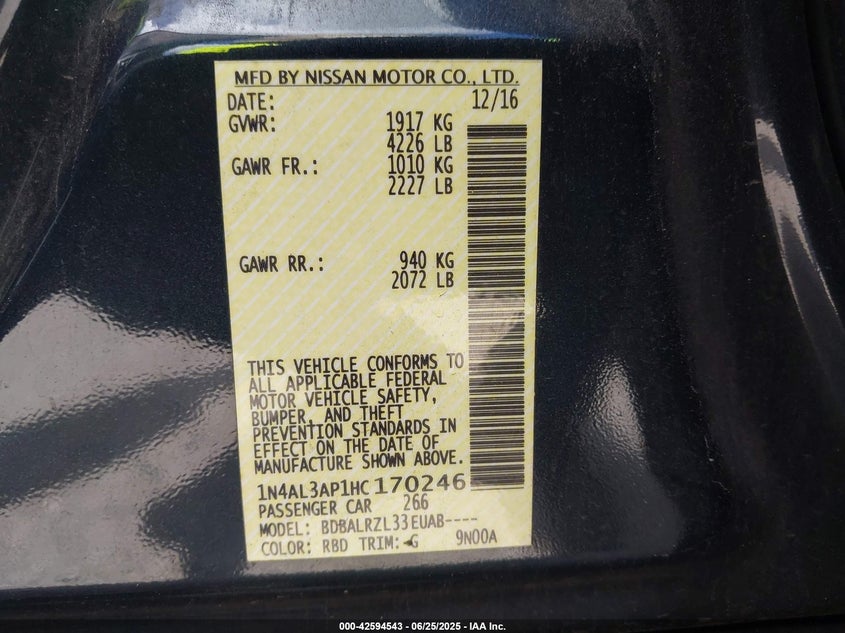 MFD BY NISSAN MOTOR CO., LTD.
DATE: 12/16
GVWR: 1917 KG
4226 LB
GAWR FR.: 1010 KG
2227 LB
GAWR RR.: 940 KG
2072 LB
THIS VEHICLE CONFORMS TO
ALL APPLICABLE FEDERAL
MOTOR VEHICLE SAFETY,
BUMPER, AND THEFT
PREVENTION STANDARDS IN
EFFECT ON THE DATE OF
MANUFACTURE SHOWN ABOVE.
1N4AL3AP1HC170246
PASSENGER CAR 266
MODEL: BDBALRZL33EUAB----
COLOR: RBD TRIM: G 9N00A
000-42594543 - 06/25/2025 - IAA Inc.